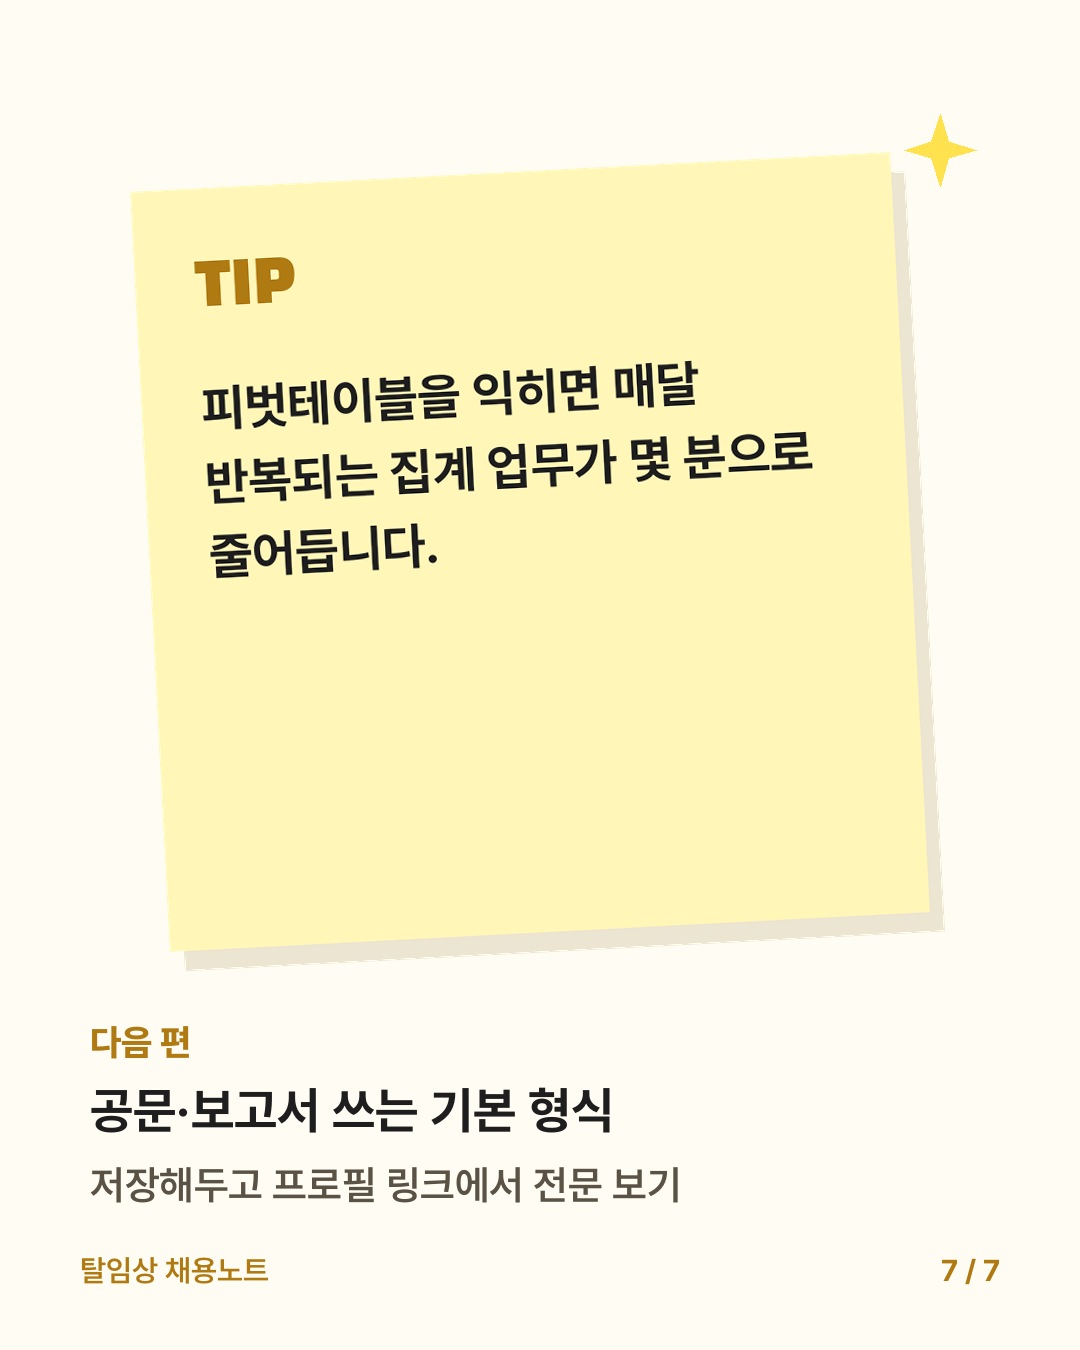 TIP
피벗테이블을 익히면 매달
반복되는 집계 업무가 몇 분으로
줄어듭니다.
다음 편
공문·보고서 쓰는 기본 형식
저장해두고 프로필 링크에서 전문 보기
탈임상 채용노트
7 / 7